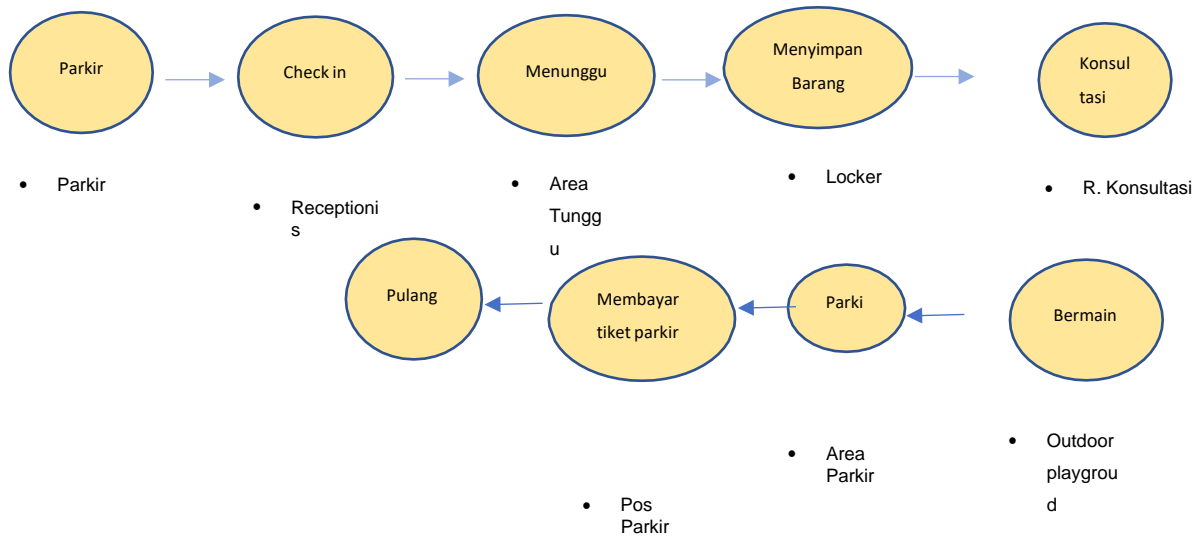 Parkir
Check in
Menunggu
Menyimpan
Barang
Konsul
tasi
• Parkir
• Receptioni
s
• Area
Tungg
u
• Locker
• R. Konsultasi
Pulang
Membayar
tiket parkir
Parki
Bermain
• Pos
Parkir
• Area
Parkir
• Outdoor
playgrou
d